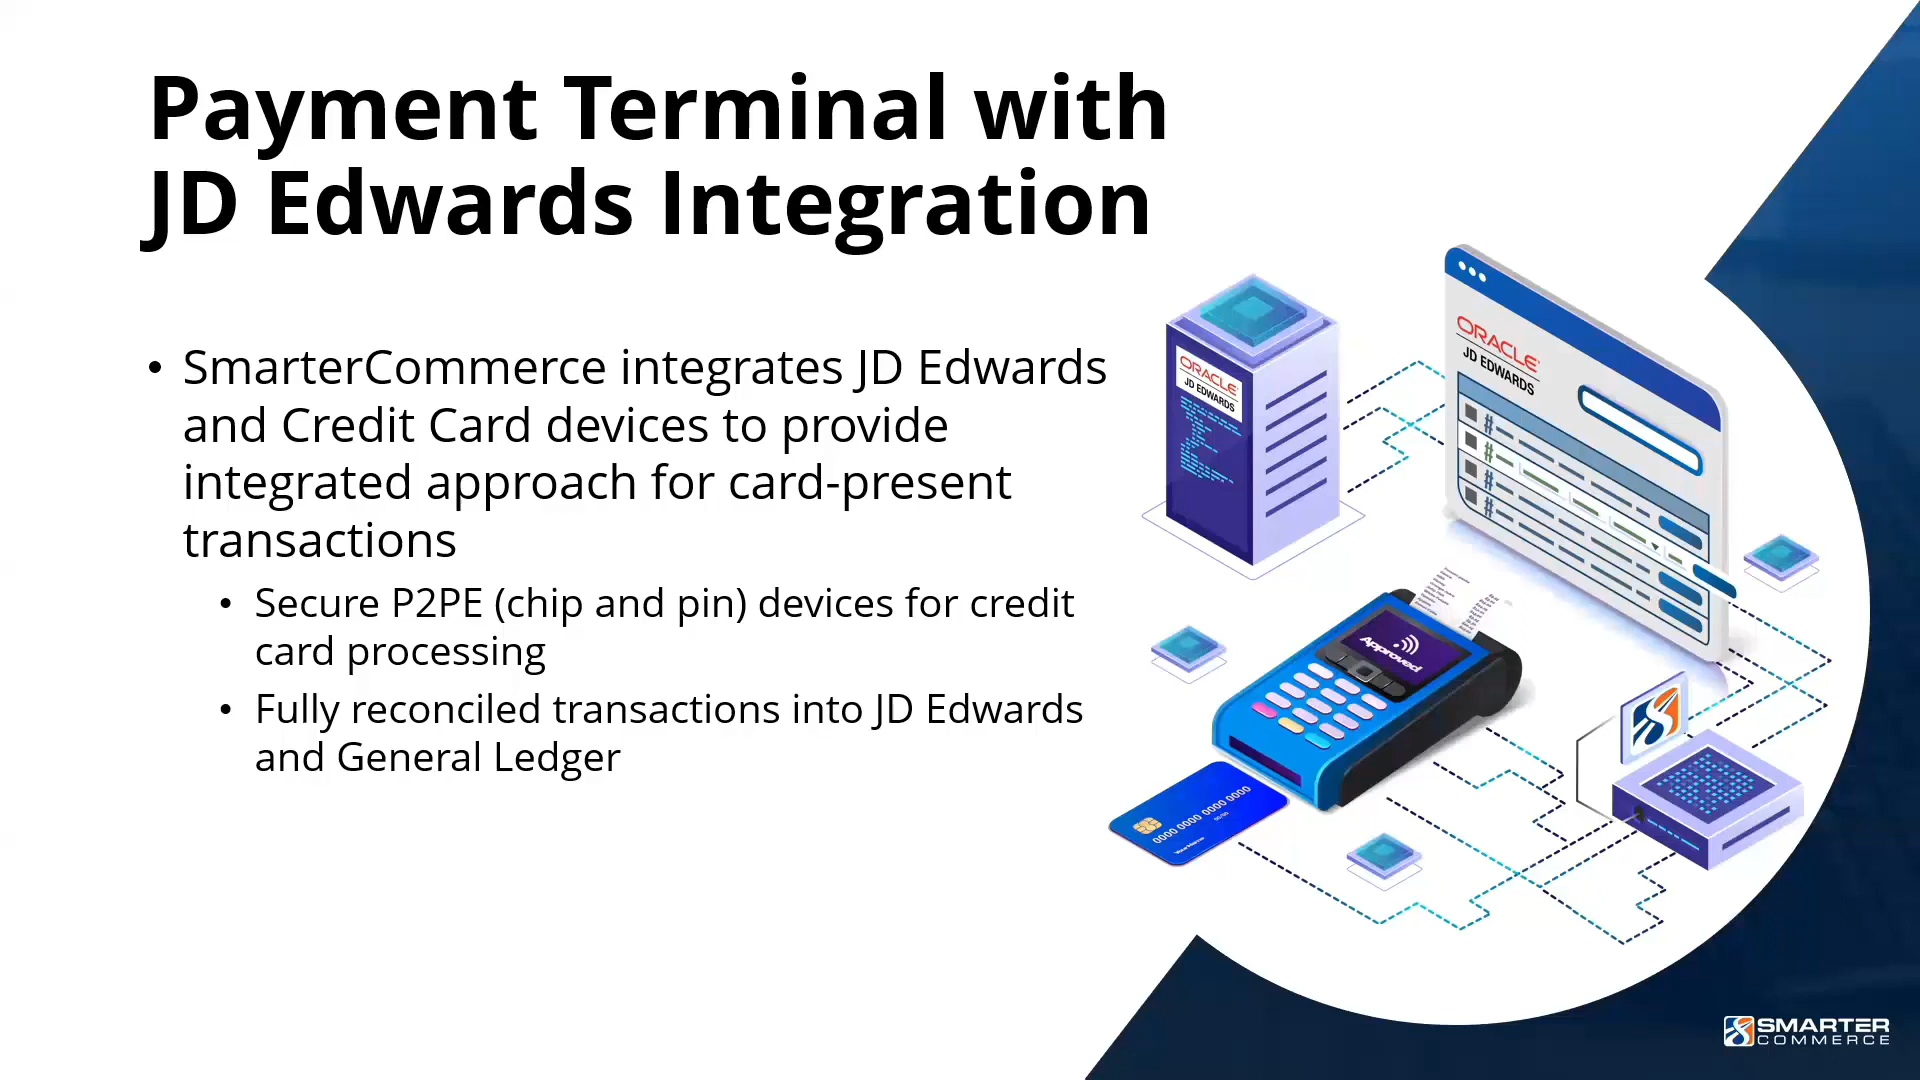 Payment Terminal with
JD Edwards Integration
• SmarterCommerce integrates JD Edwards
and Credit Card devices to provide
integrated approach for card-present
transactions
• Secure P2PE (chip and pin) devices for credit
card processing
• Fully reconciled transactions into JD Edwards
and General Ledger
ORACLE
JD EDWARDS
ORACLE
JD EDWARDS
Approved
0000 0000 0000 0000
00/00
SMARTER
COMMERCE